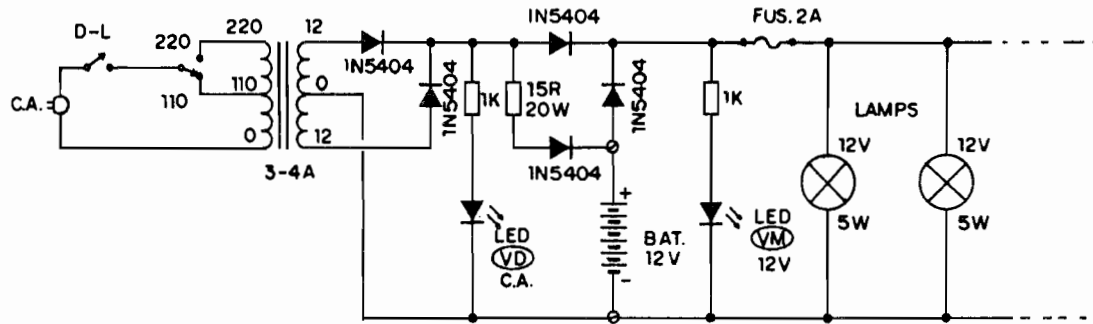 D-L
220
110
C.A.
220
110
0
3-4A
12
0
12
1N5404
1N5404
1K
15R
20W
1N5404
1N5404
1N5404
LED
VD
C.A.
+
BAT.
12V
-
1K
LED
VM
12V
FUS.2A
LAMPS
12V
5W
12V
5W